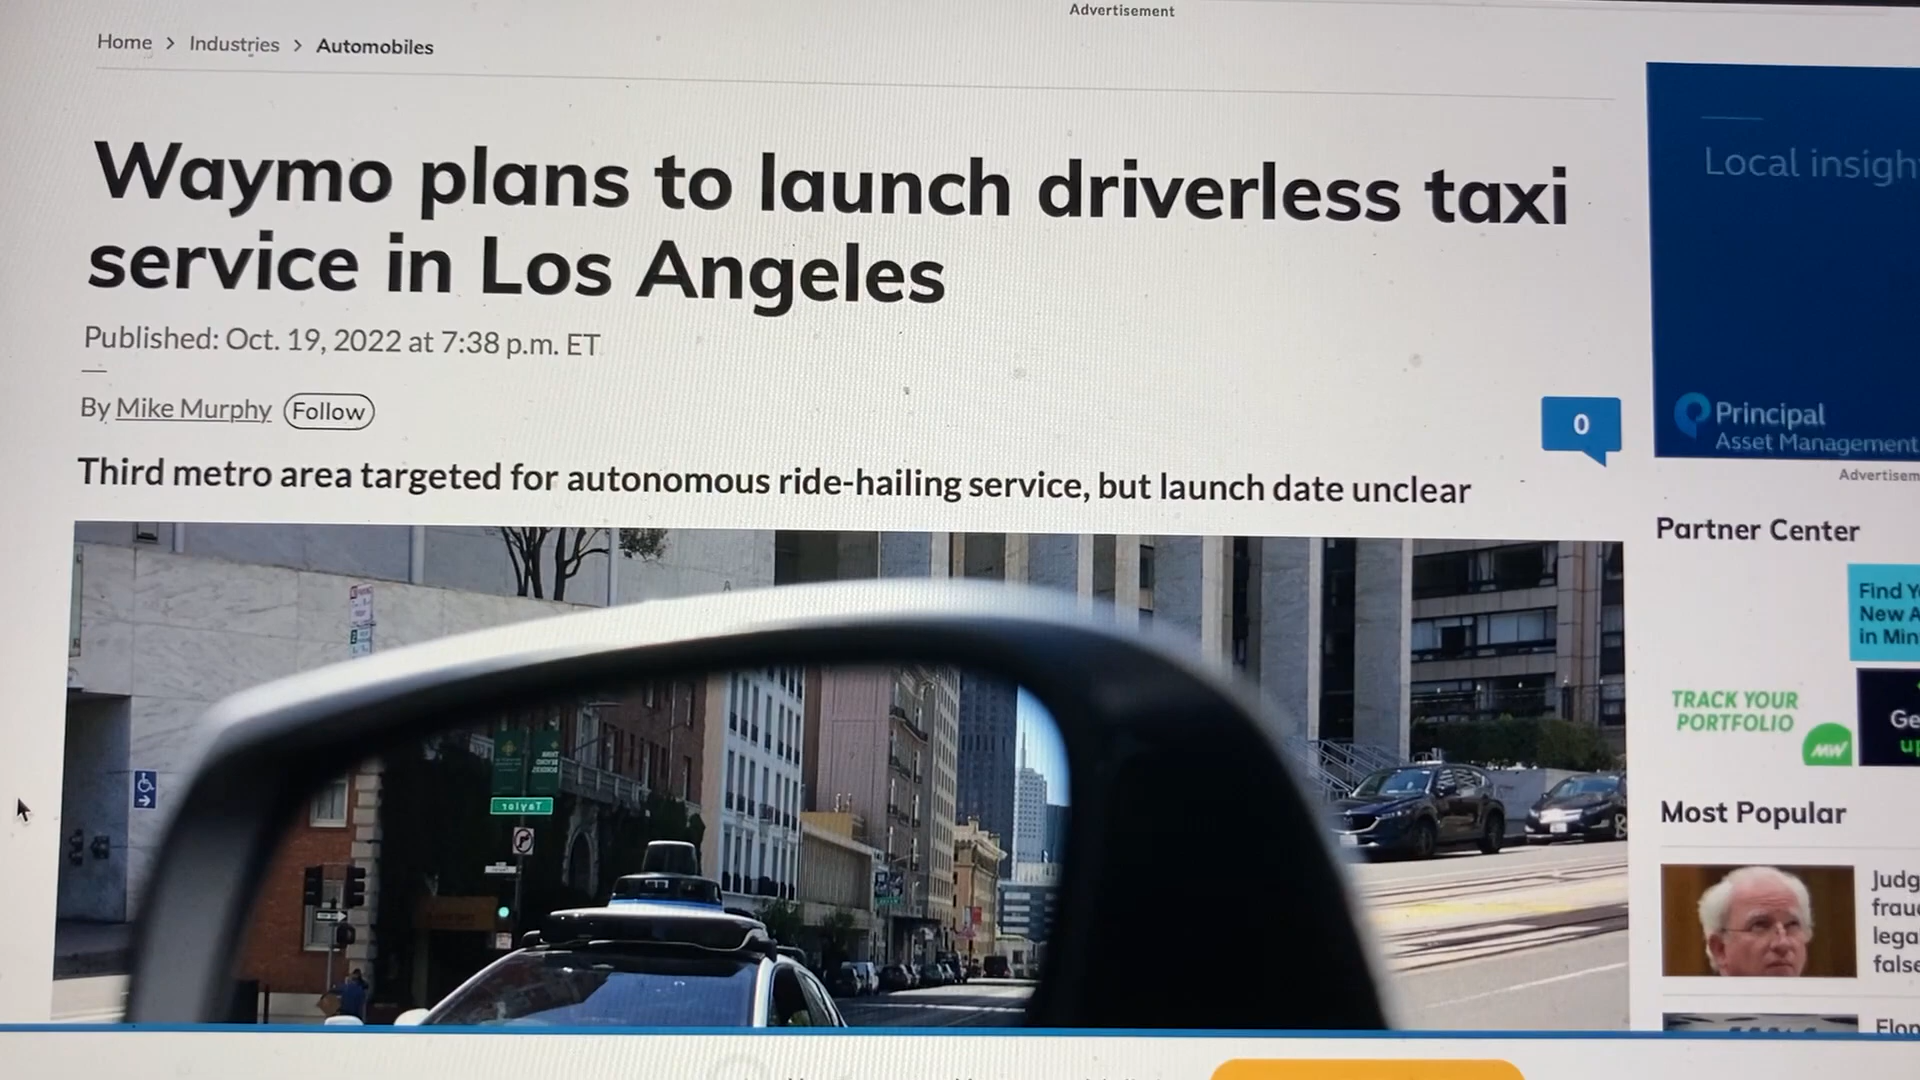 Advertisement
Home > Industries > Automobiles
Waymo plans to launch driverless taxi
service in Los Angeles
Published: Oct. 19, 2022 at 7:38 p.m. ET
By Mike Murphy Follow
0
Third metro area targeted for autonomous ride-hailing service, but launch date unclear
Local insigh
Principal
Asset Management
Advertisem
Partner Center
Find Y
New A
in Min
TRACK YOUR
PORTFOLIO
MW
Ge
up
Most Popular
Judg
frau
lega
false
Elon
Taylor